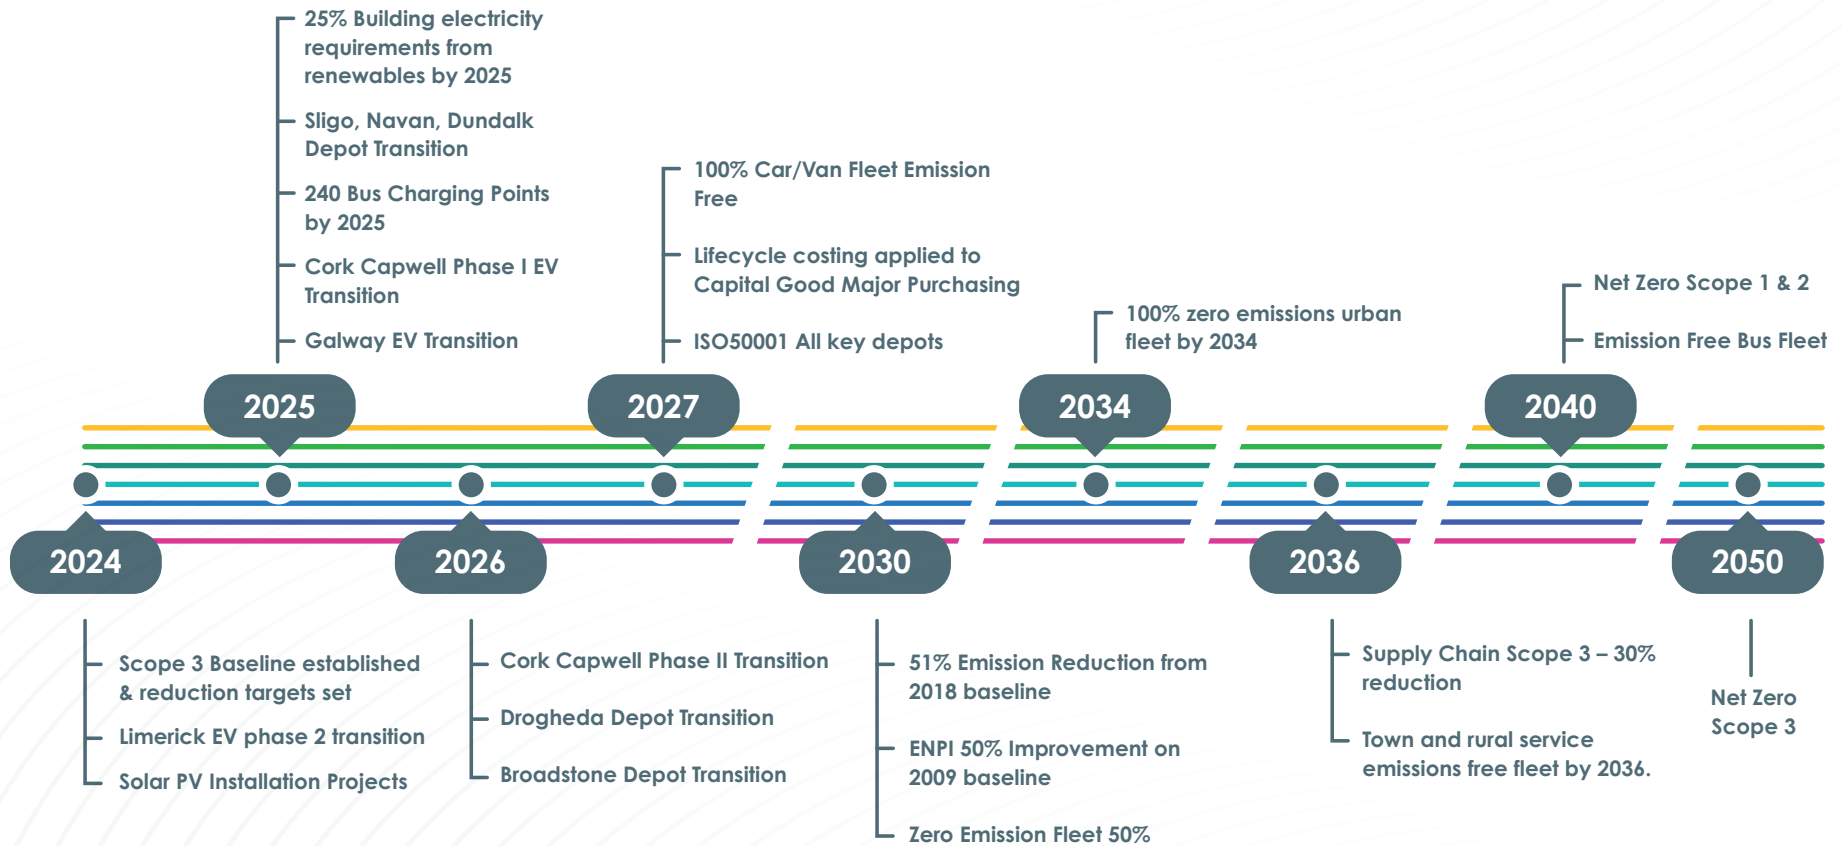 25% Building electricity
requirements from
renewables by 2025
Sligo, Navan, Dundalk
Depot Transition
240 Bus Charging Points
by 2025
Cork Capwell Phase I EV
Transition
Galway EV Transition
100% Car/Van Fleet Emission
Free
Lifecycle costing applied to
Capital Good Major Purchasing
ISO50001 All key depots
100% zero emissions urban
fleet by 2034
Net Zero Scope 1 & 2
Emission Free Bus Fleet
2025
2027
2034
2040
2024
2026
2030
2036
2050
Scope 3 Baseline established
& reduction targets set
Limerick EV phase 2 transition
Solar PV Installation Projects
Cork Capwell Phase II Transition
Drogheda Depot Transition
Broadstone Depot Transition
51% Emission Reduction from
2018 baseline
ENPI 50% Improvement on
2009 baseline
Zero Emission Fleet 50%
Supply Chain Scope 3 – 30%
reduction
Town and rural service
emissions free fleet by 2036.
Net Zero
Scope 3